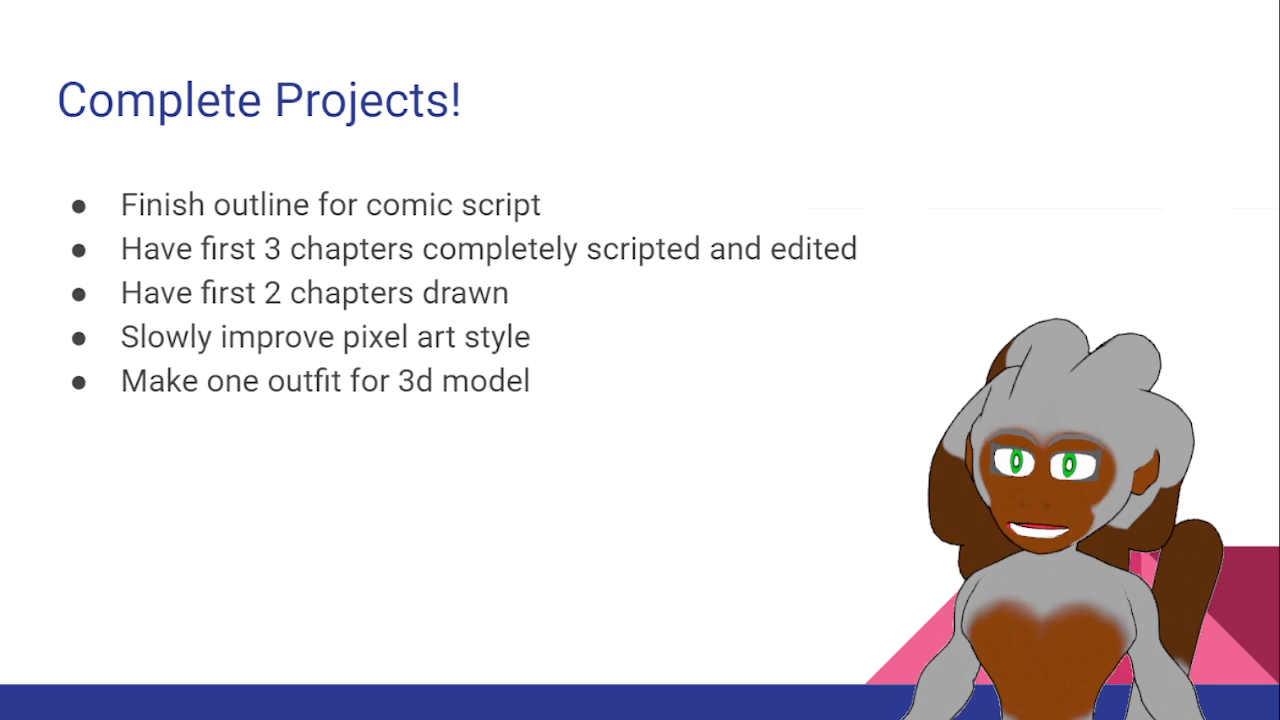 Complete Projects!
● Finish outline for comic script
● Have first 3 chapters completely scripted and edited
● Have first 2 chapters drawn
● Slowly improve pixel art style
● Make one outfit for 3d model